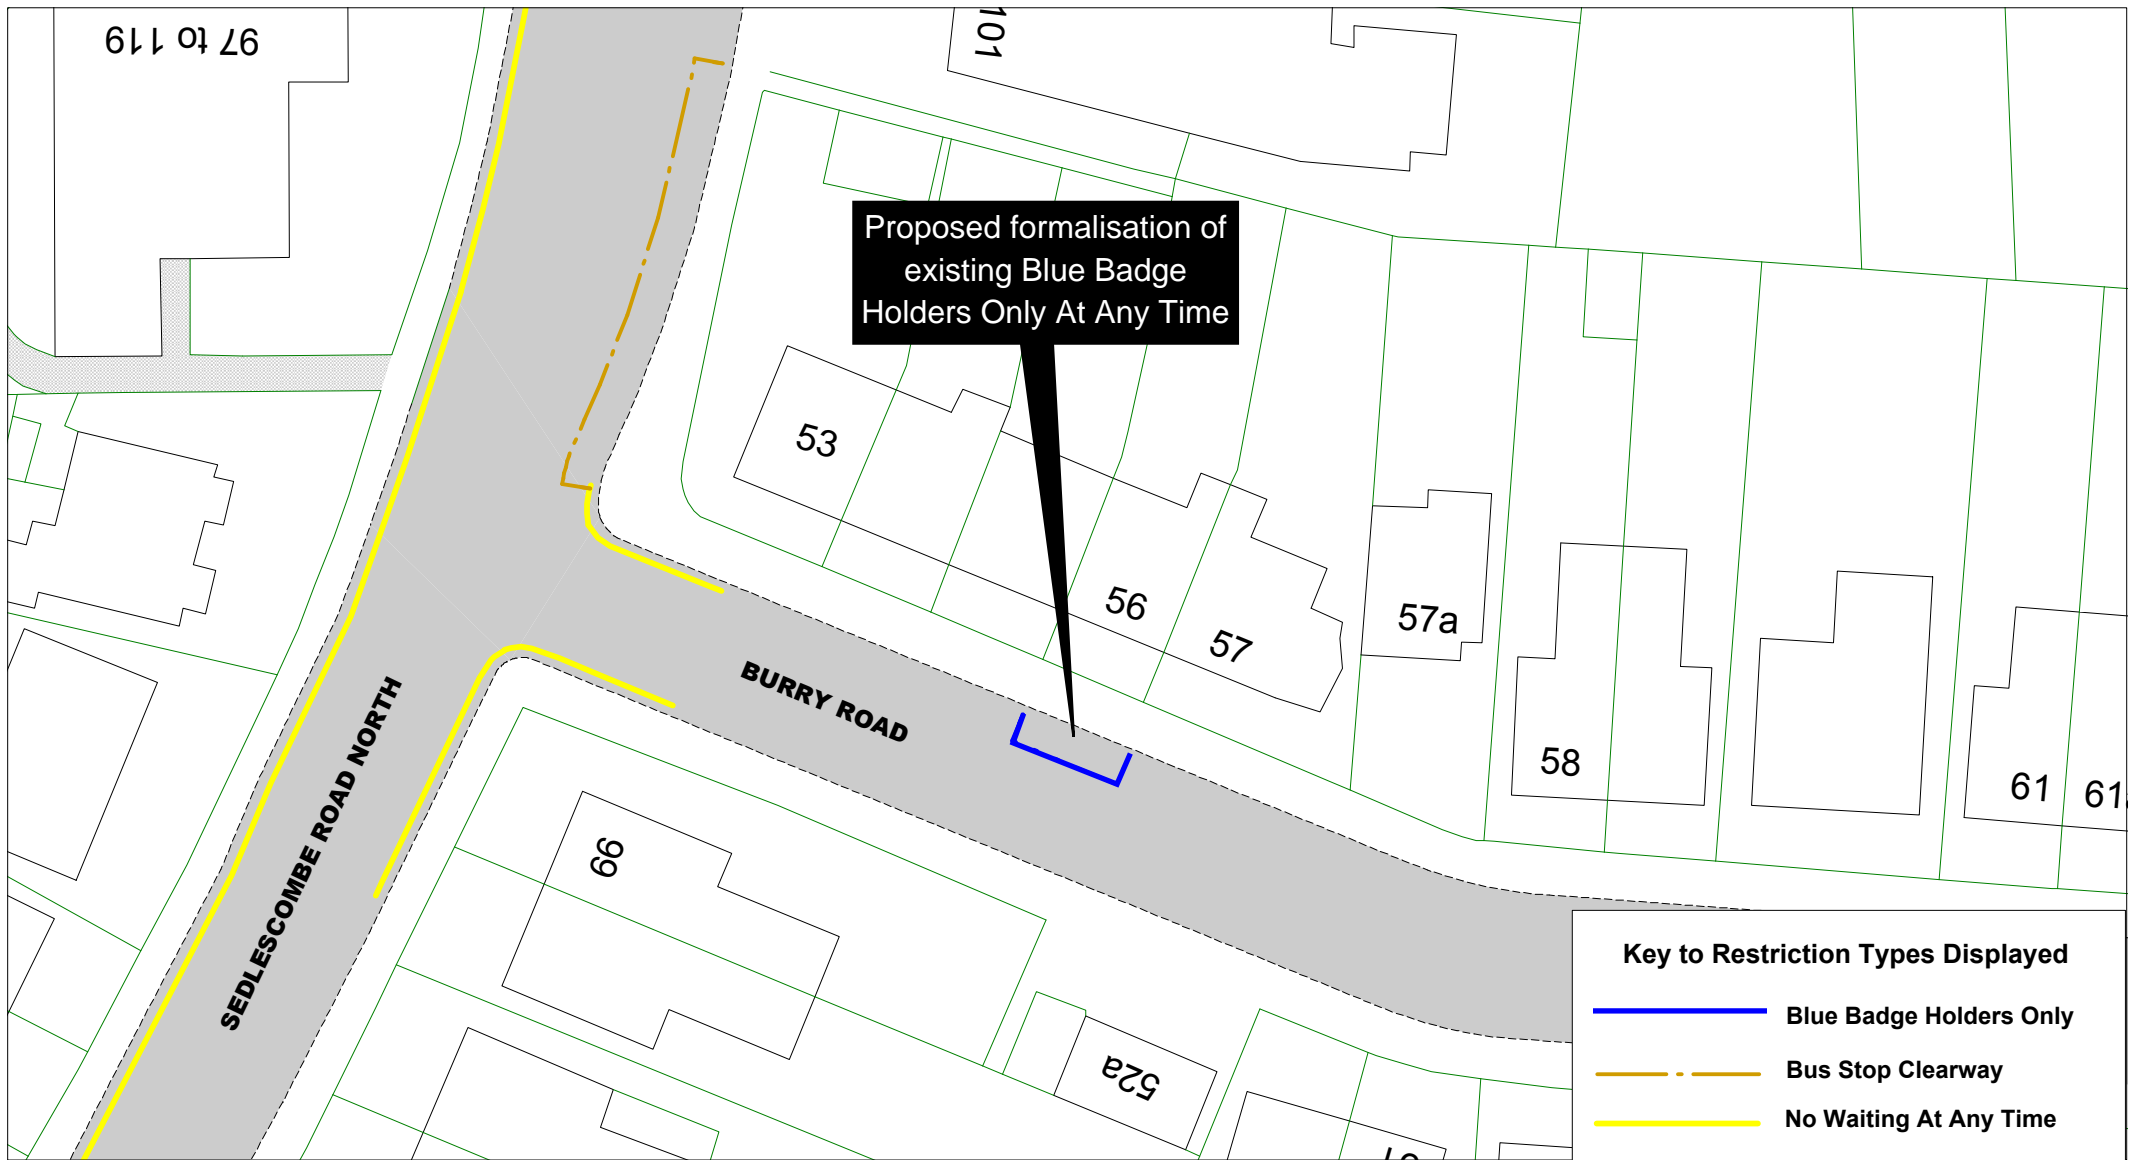 97 to 119
101
Proposed formalisation of
existing Blue Badge
Holders Only At Any Time
53
56
57
57a
58
61
BURRY ROAD
SEDLESCOMBE ROAD NORTH
99
52a
Key to Restriction Types Displayed
Blue Badge Holders Only
Bus Stop Clearway
No Waiting At Any Time